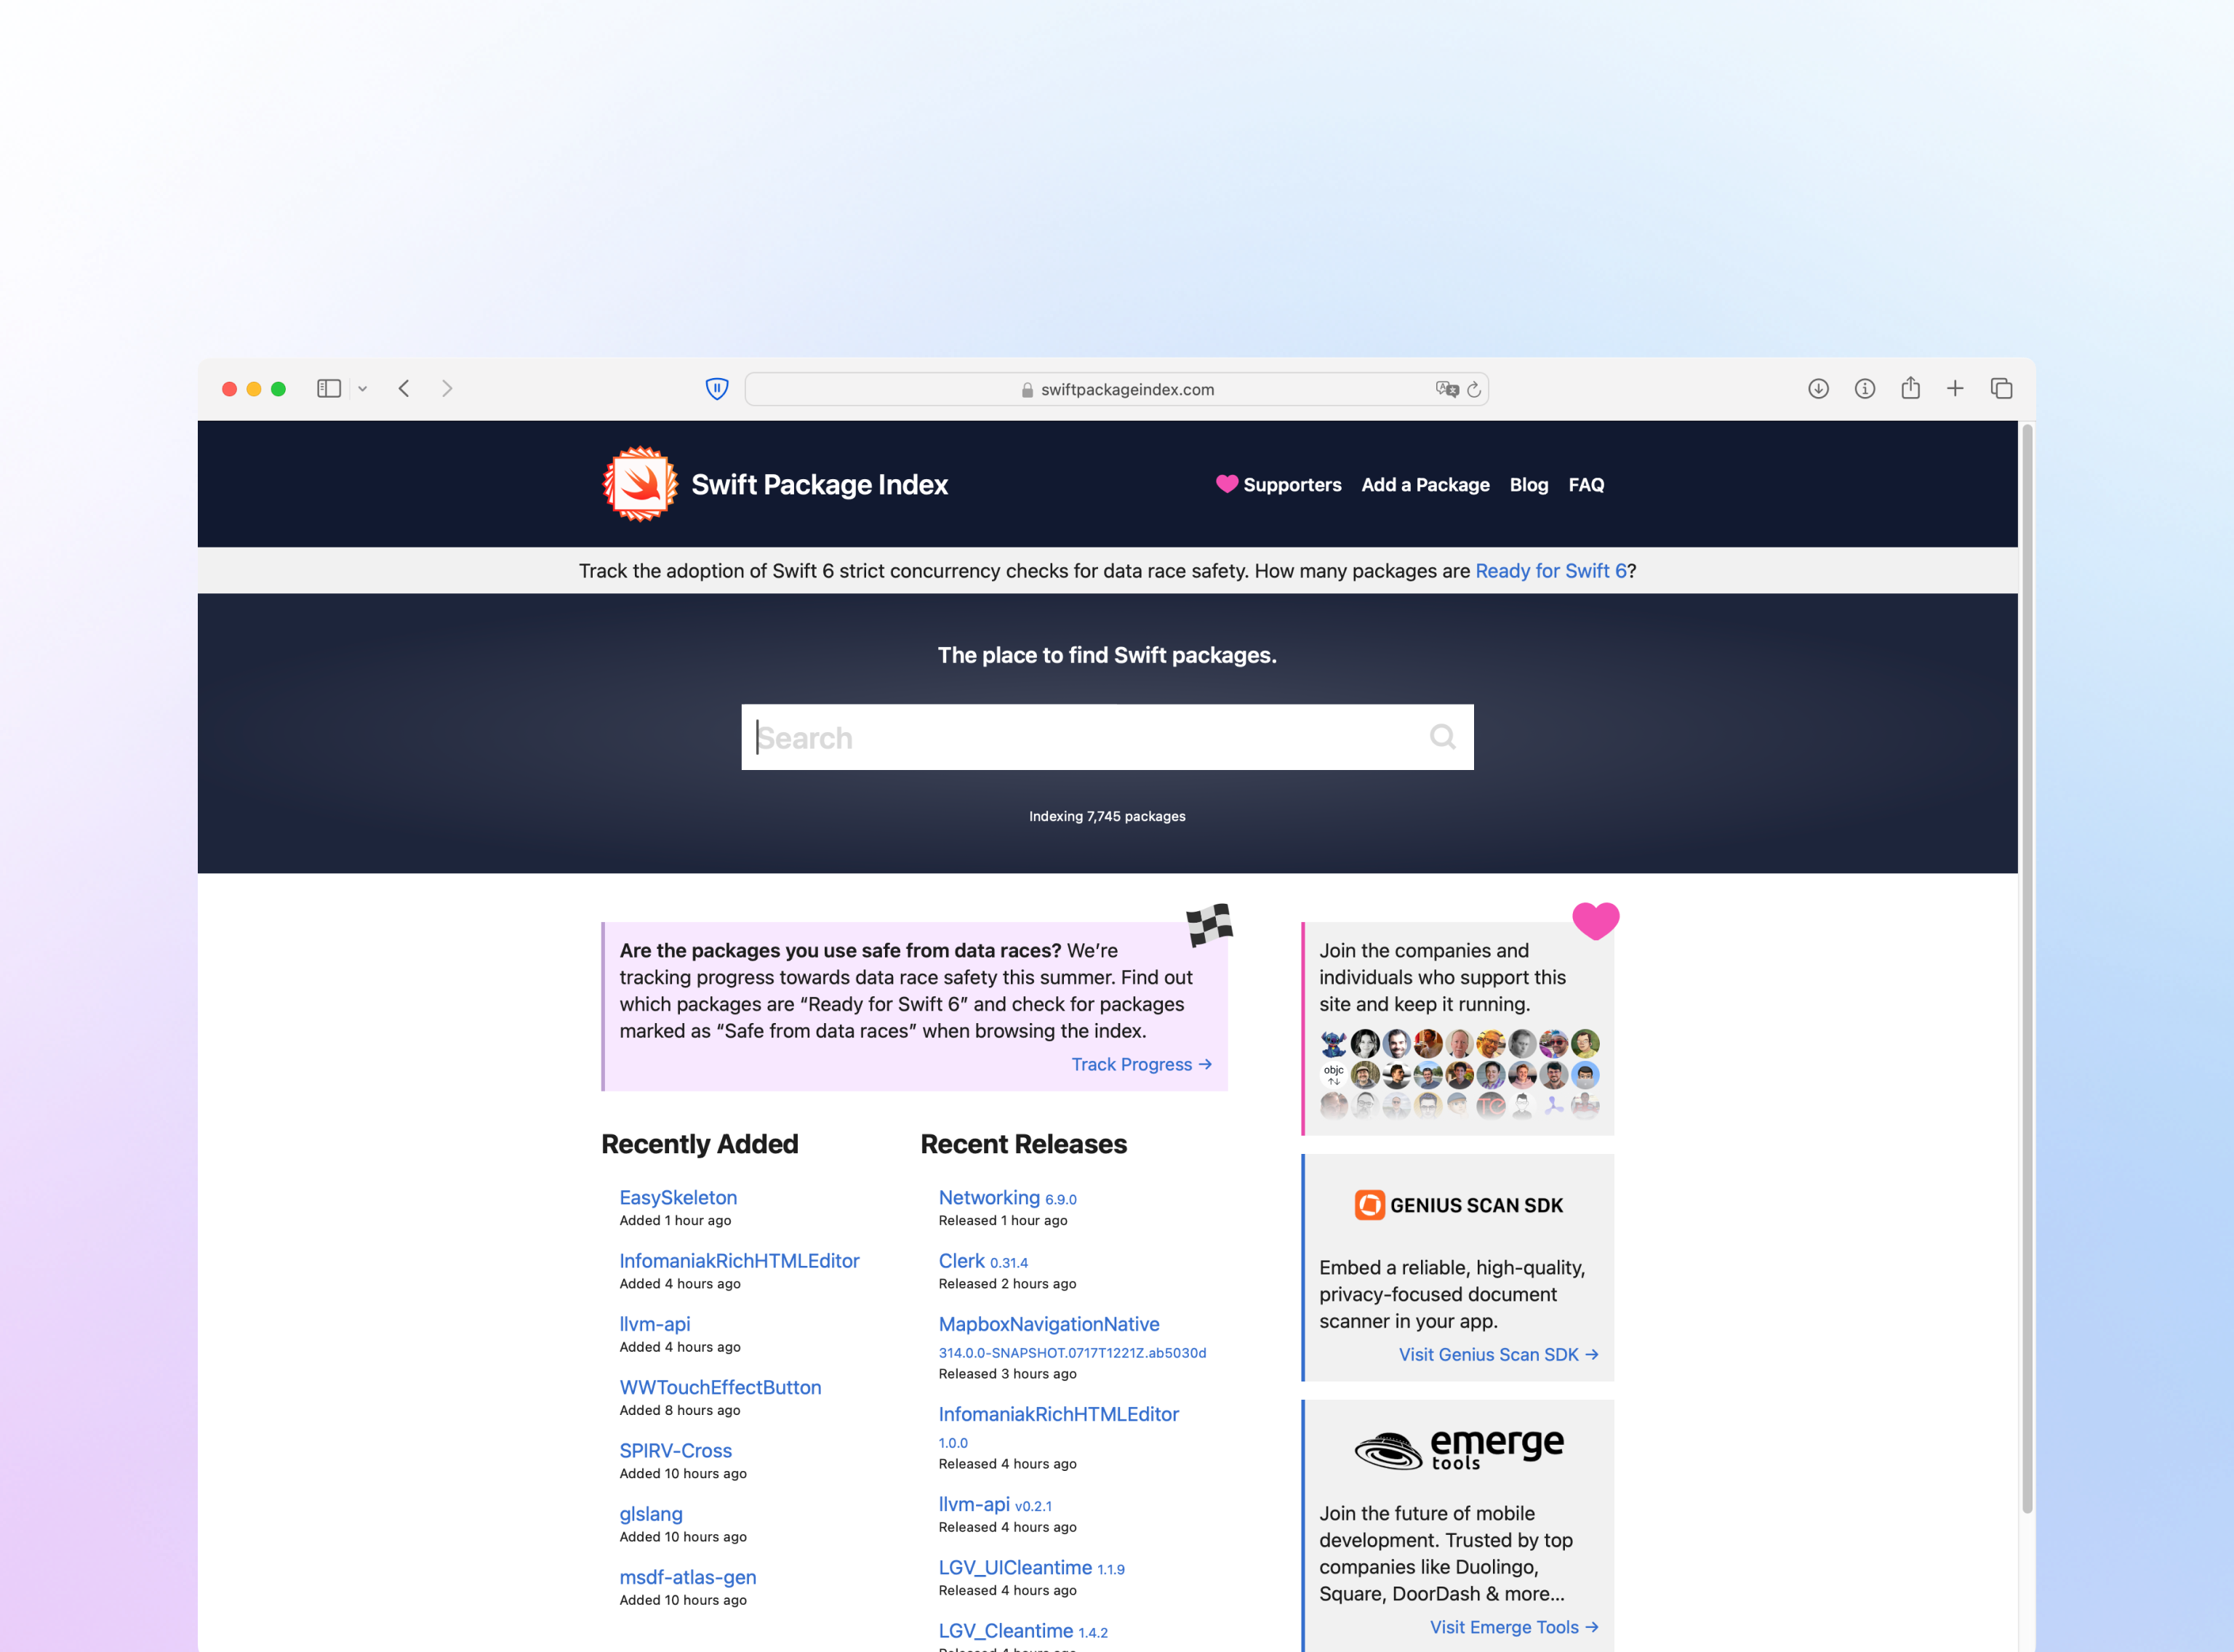 swiftpackageindex.com
Swift Package Index
Supporters Add a Package Blog FAQ
Track the adoption of Swift 6 strict concurrency checks for data race safety. How many packages are Ready for Swift 6?
The place to find Swift packages.
Search
Indexing 7,745 packages
Are the packages you use safe from data races? We’re
tracking progress towards data race safety this summer. Find out
which packages are “Ready for Swift 6” and check for packages
marked as “Safe from data races” when browsing the index.
Track Progress →
Recently Added
EasySkeleton
Added 1 hour ago
InfomaniakRichHTMLEditor
Added 4 hours ago
llvm-api
Added 4 hours ago
WWTouchEffectButton
Added 8 hours ago
SPIRV-Cross
Added 10 hours ago
glslang
Added 10 hours ago
msdf-atlas-gen
Added 10 hours ago
Recent Releases
Networking 6.9.0
Released 1 hour ago
Clerk 0.31.4
Released 2 hours ago
MapboxNavigationNative
314.0.0-SNAPSHOT.0717T1221Z.ab5030d
Released 3 hours ago
InfomaniakRichHTMLEditor
1.0.0
Released 4 hours ago
llvm-api v0.2.1
Released 4 hours ago
LGV_UICleantime 1.1.9
Released 4 hours ago
LGV_Cleantime 1.4.2
Join the companies and
individuals who support this
site and keep it running.
objc
↑↓
GENIUS SCAN SDK
Embed a reliable, high-quality,
privacy-focused document
scanner in your app.
Visit Genius Scan SDK →
emerge
tools
Join the future of mobile
development. Trusted by top
companies like Duolingo,
Square, DoorDash & more...
Visit Emerge Tools →